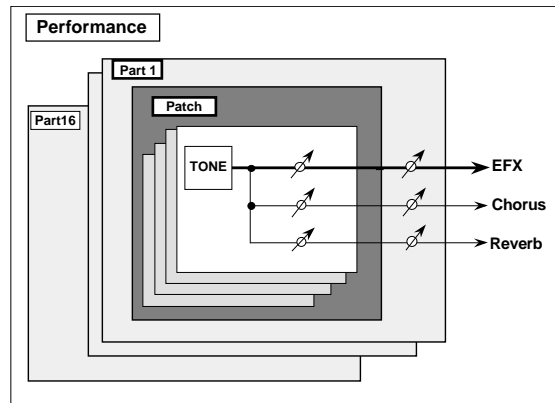 Performance
Part 1
Part16
Patch
TONE
EFX
Chorus
Reverb